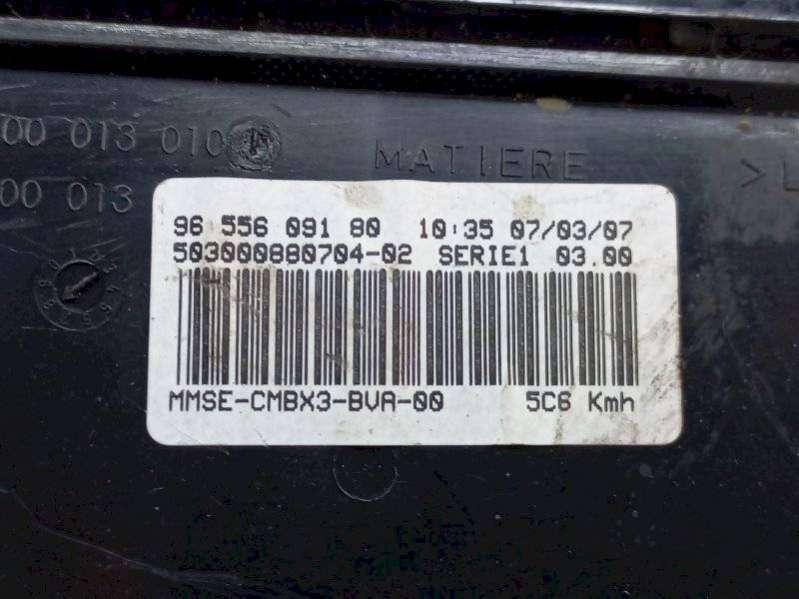 00 013 010
MATIERE
>L
00 013
96 556 091 80 10:35 07/03/07
503000880704-02 SERIE1 03.00
MMSE-CMBX3-BVA-00 5C6 Kmh